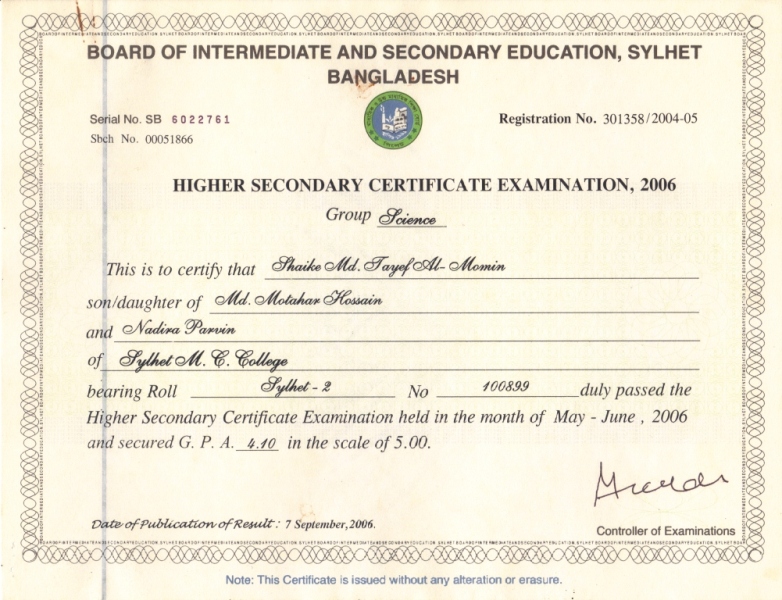 BOARD OF INTERMEDIATE AND SECONDARY EDUCATION, SYLHET
BANGLADESH
Serial No. SB 6022761
Registration No. 301358/2004-05
Sbch No. 00051866
HIGHER SECONDARY CERTIFICATE EXAMINATION, 2006
Group Science
This is to certify that Shaike Md. Tayef Al- Momin
son/daughter of Md. Motahar Hossain
and Nadira Parvin
of Sylhet M. C. College
bearing Roll Sylhet - 2 No 100899 duly passed the
Higher Secondary Certificate Examination held in the month of May - June , 2006
and secured G. P. A. 4.10 in the scale of 5.00.
Date of Publication of Result : 7 September, 2006.
Controller of Examinations
Note: This Certificate is issued without any alteration or erasure.